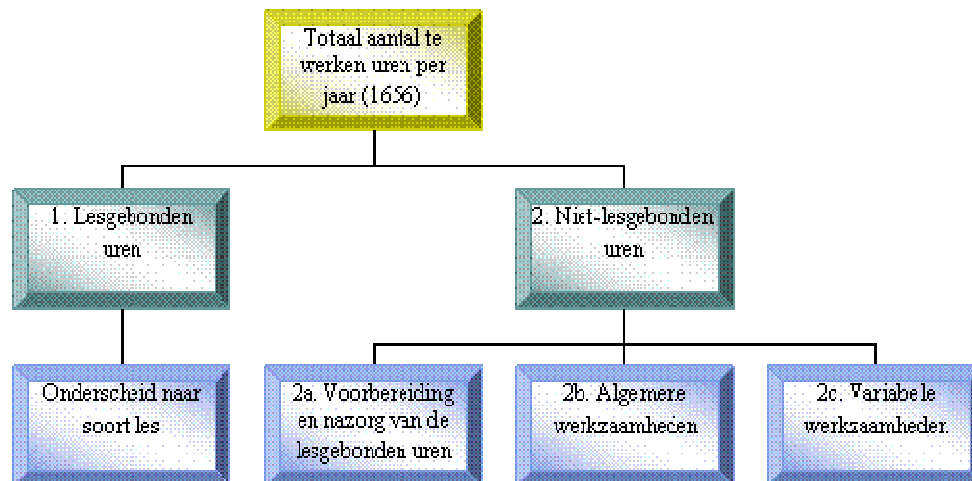 Totaal aantal te
werken uren per
jaar (1656)
1. Lesgebonden
uren
2. Niet-lesgebonden
uren
Onderscheid naar
soort les
2a. Voorbereiding
en nazorg van de
lesgebonden uren
2b. Algemene
werkzaamheden
2c. Variabele
werkzaamheden